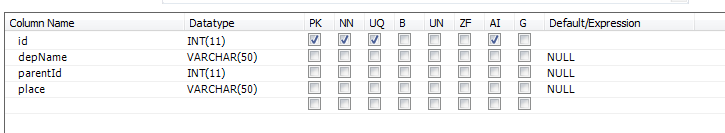 Column Name Datatype PK NN UQ B UN ZF AI G Default/Expression
id INT(11)
depName VARCHAR(50) NULL
parentId INT(11) NULL
place VARCHAR(50) NULL